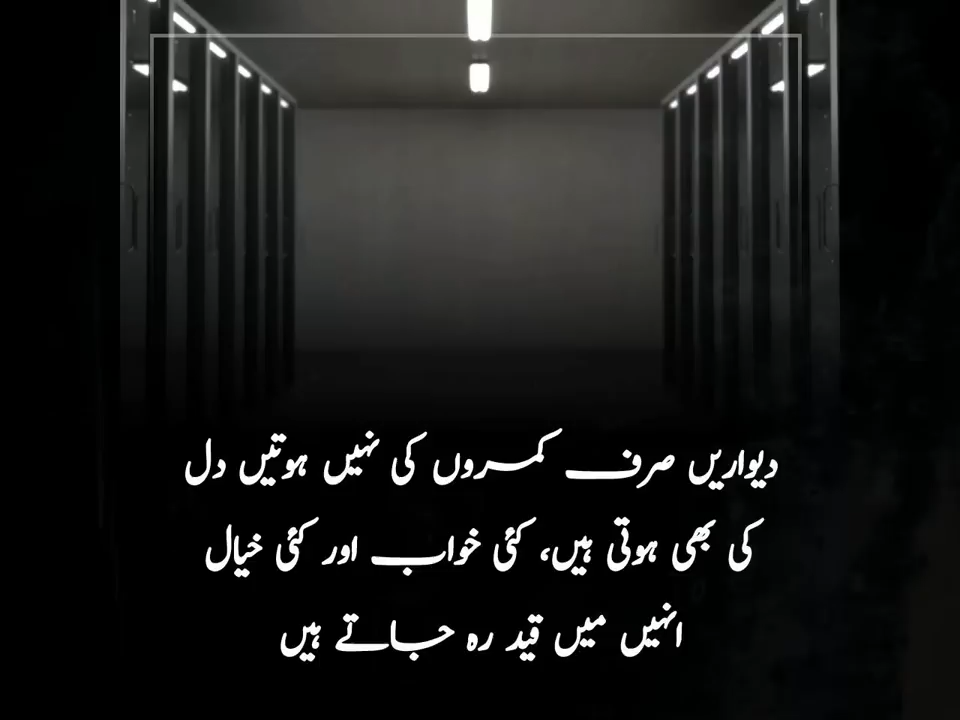 دیواریں صرف کمروں کی نہیں ہوتیں دل
کی بھی ہوتی ہیں، کئی خواب اور کئی خیال
انہیں میں قید رہ جاتے ہیں